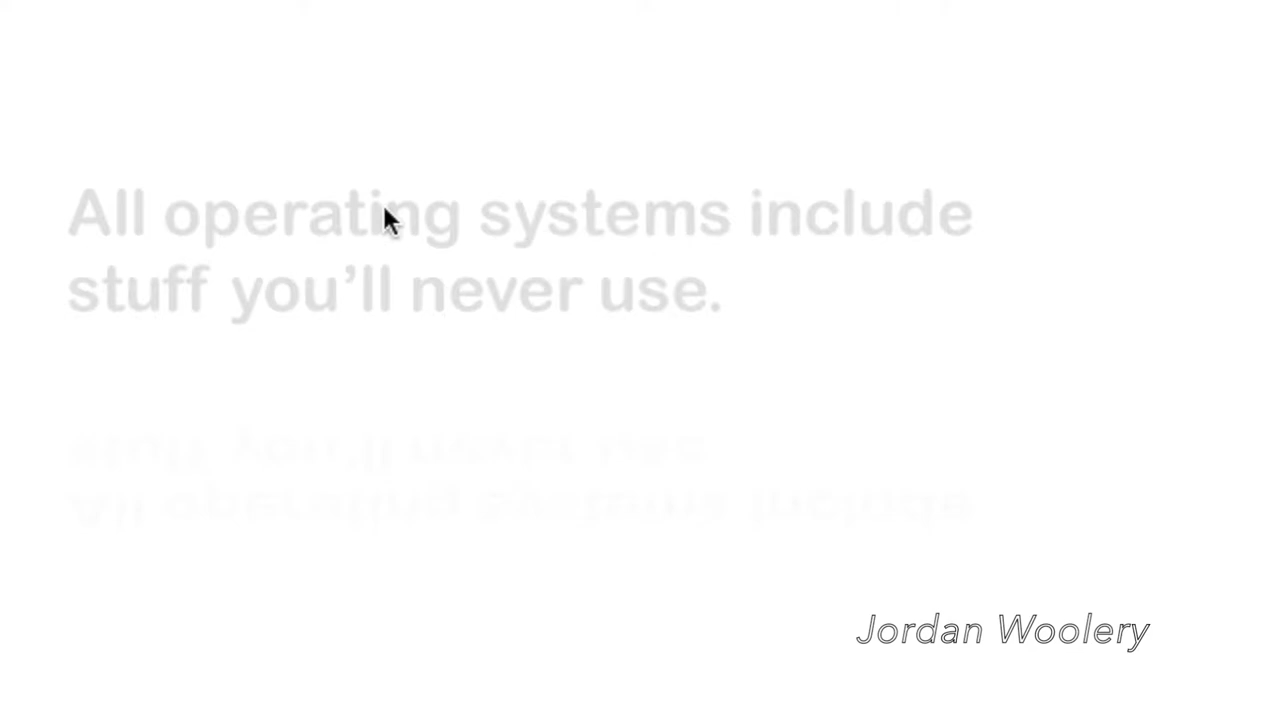 All operating systems include
stuff you’ll never use.
Jordan Woolery